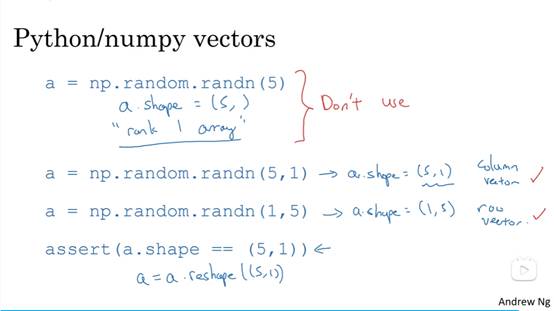 Python/numpy vectors
a = np.random.randn(5)
a.shape = (5,)
"rank 1 array"
Don't use
a = np.random.randn(5,1) → a.shape = (5,1) column vector ✓
a = np.random.randn(1,5) → a.shape = (1,5) row vector. ✓
assert(a.shape == (5,1)) ←
a = a.reshape((5,1))
Andrew Ng